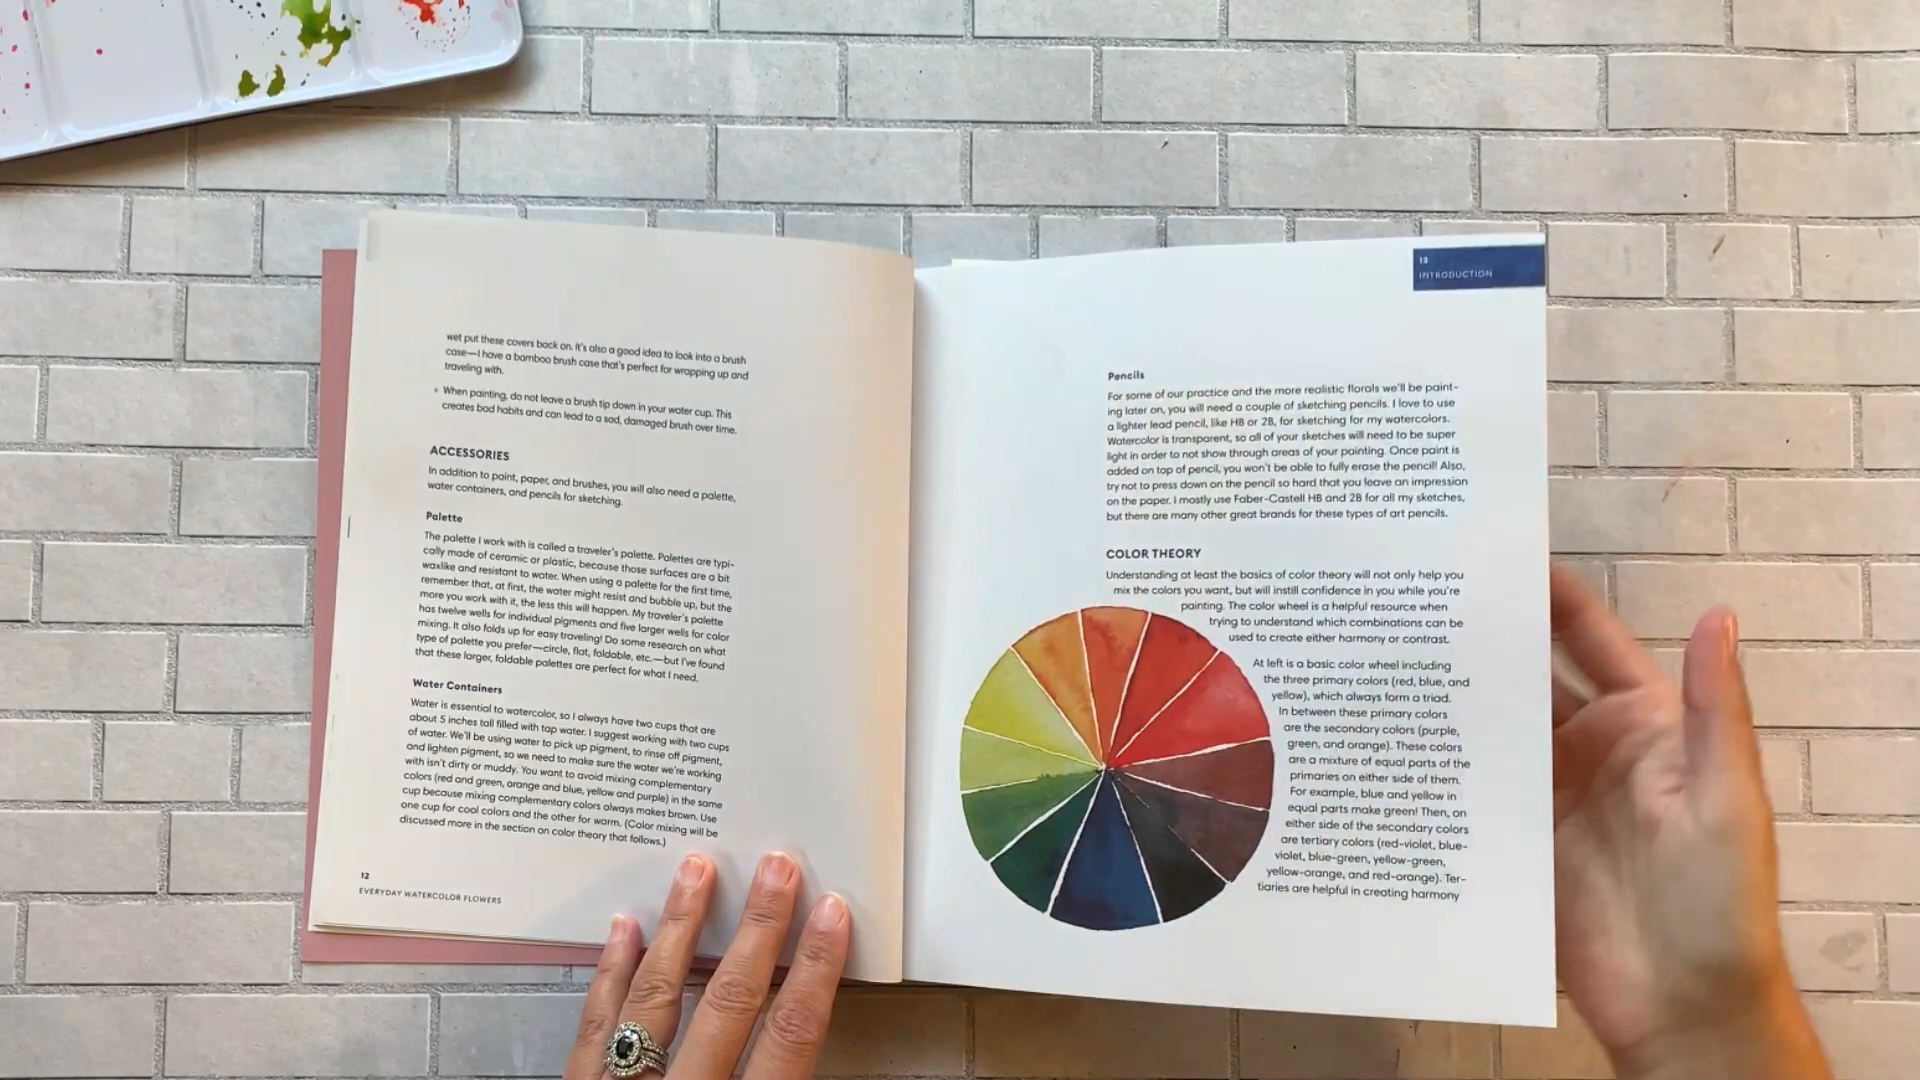 wet put these covers back on. It's also a good idea to look into a brush
case—I have a bamboo brush case that's perfect for wrapping up and
traveling with.
» When painting, do not leave a brush tip down in your water cup. This
creates bad habits and can lead to a sad, damaged brush over time.
ACCESSORIES
In addition to paint, paper, and brushes, you will also need a palette,
water containers, and pencils for sketching.
Palette
The palette I work with is called a traveler's palette. Palettes are typi-
cally made of ceramic or plastic, because those surfaces are a bit
waxlike and resistant to water. When using a palette for the first time,
remember that, at first, the water might resist and bubble up, but the
more you work with it, the less this will happen. My traveler's palette
has twelve wells for individual pigments and five larger wells for color
mixing. It also folds up for easy traveling! Do some research on what
type of palette you prefer—circle, flat, foldable, etc.—but I've found
that these larger, foldable palettes are perfect for what I need.
Water Containers
Water is essential to watercolor, so I always have two cups that are
about 5 inches tall filled with tap water. I suggest working with two cups
of water. We'll be using water to pick up pigment, to rinse off pigment,
and lighten pigment, so we need to make sure the water we're working
with isn't dirty or muddy. You want to avoid mixing complementary
colors (red and green, orange and blue, yellow and purple) in the same
cup because mixing complementary colors always makes brown. Use
one cup for cool colors and the other for warm. (Color mixing will be
discussed more in the section on color theory that follows.)
12
EVERYDAY WATERCOLOR FLOWERS
13
INTRODUCTION
Pencils
For some of our practice and the more realistic florals we'll be paint-
ing later on, you will need a couple of sketching pencils. I love to use
a lighter lead pencil, like HB or 2B, for sketching for my watercolors.
Watercolor is transparent, so all of your sketches will need to be super
light in order to not show through areas of your painting. Once paint is
added on top of pencil, you won't be able to fully erase the pencil! Also,
try not to press down on the pencil so hard that you leave an impression
on the paper. I mostly use Faber-Castell HB and 2B for all my sketches,
but there are many other great brands for these types of art pencils.
COLOR THEORY
Understanding at least the basics of color theory will not only help you
mix the colors you want, but will instill confidence in you while you're
painting. The color wheel is a helpful resource when
trying to understand which combinations can be
used to create either harmony or contrast.
At left is a basic color wheel including
the three primary colors (red, blue, and
yellow), which always form a triad.
In between these primary colors
are the secondary colors (purple,
green, and orange). These colors
are a mixture of equal parts of the
primaries on either side of them.
For example, blue and yellow in
equal parts make green! Then, on
either side of the secondary colors
are tertiary colors (red-violet, blue-
violet, blue-green, yellow-green,
yellow-orange, and red-orange). Ter-
tiaries are helpful in creating harmony